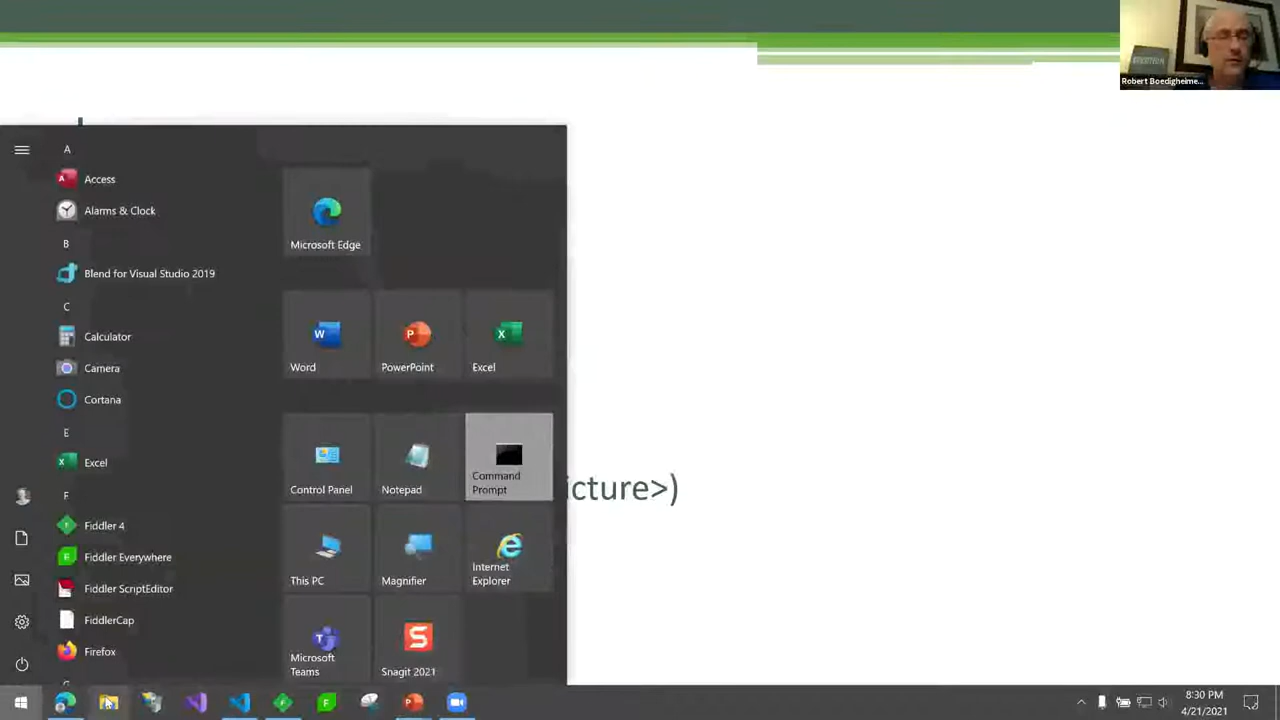 Robert Boedigheime...
A
Access
Alarms & Clock
B
Blend for Visual Studio 2019
C
Calculator
Camera
Cortana
E
Excel
F
Fiddler 4
Fiddler Everywhere
Fiddler ScriptEditor
FiddlerCap
Firefox
Microsoft Edge
Word
PowerPoint
Excel
Control Panel
Notepad
Command
Prompt
This PC
Magnifier
Internet
Explorer
Microsoft
Teams
Snagit 2021
icture>)
8:30 PM
4/21/2021